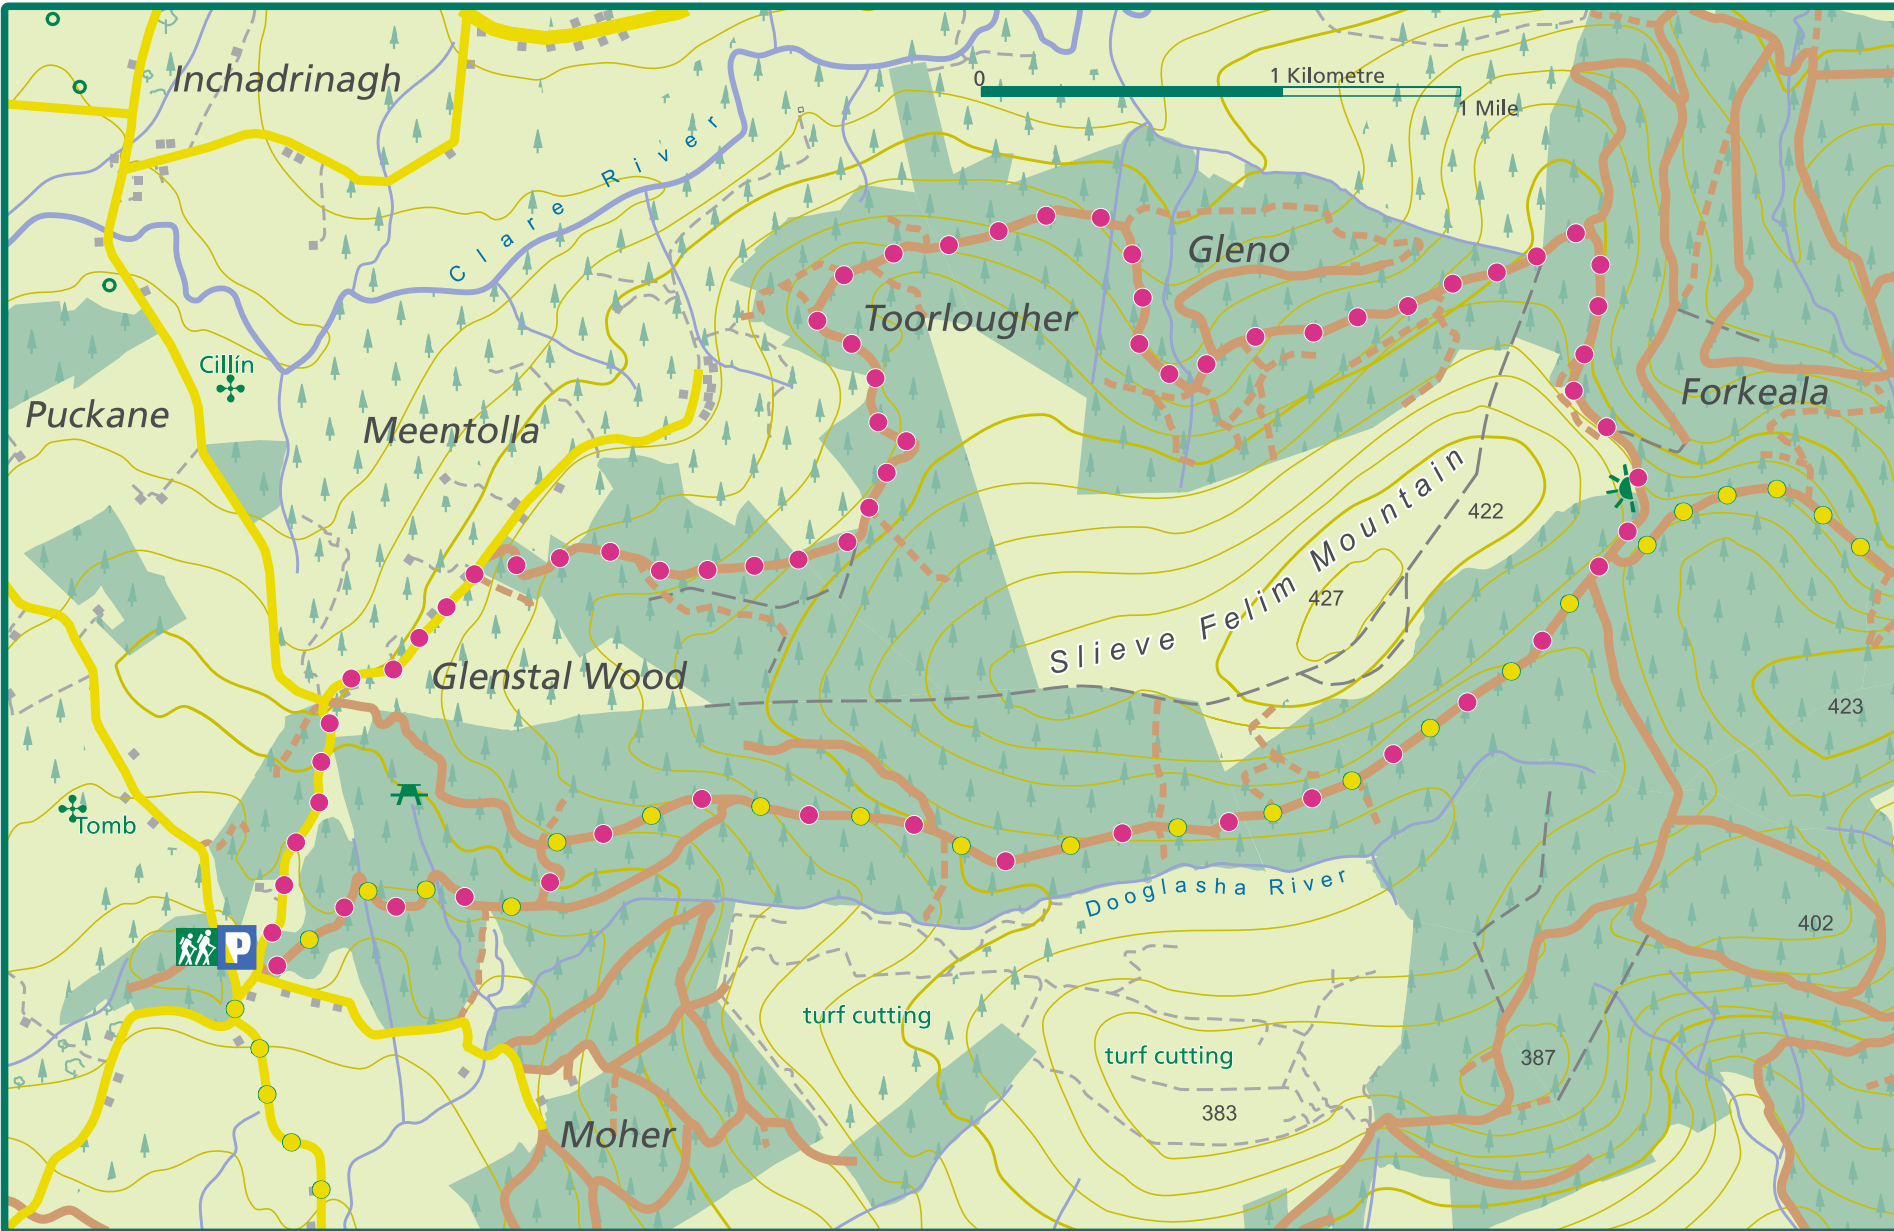 Inchadrinagh
0
1 Kilometre
1 Mile
Clare River
Gleno
Toorlougher
Cillín
Puckane
Meentolla
Forkeala
Slieve Felim Mountain
422
427
Glenstal Wood
423
Tomb
Dooglasha River
402
P
turf cutting
turf cutting
387
383
Moher